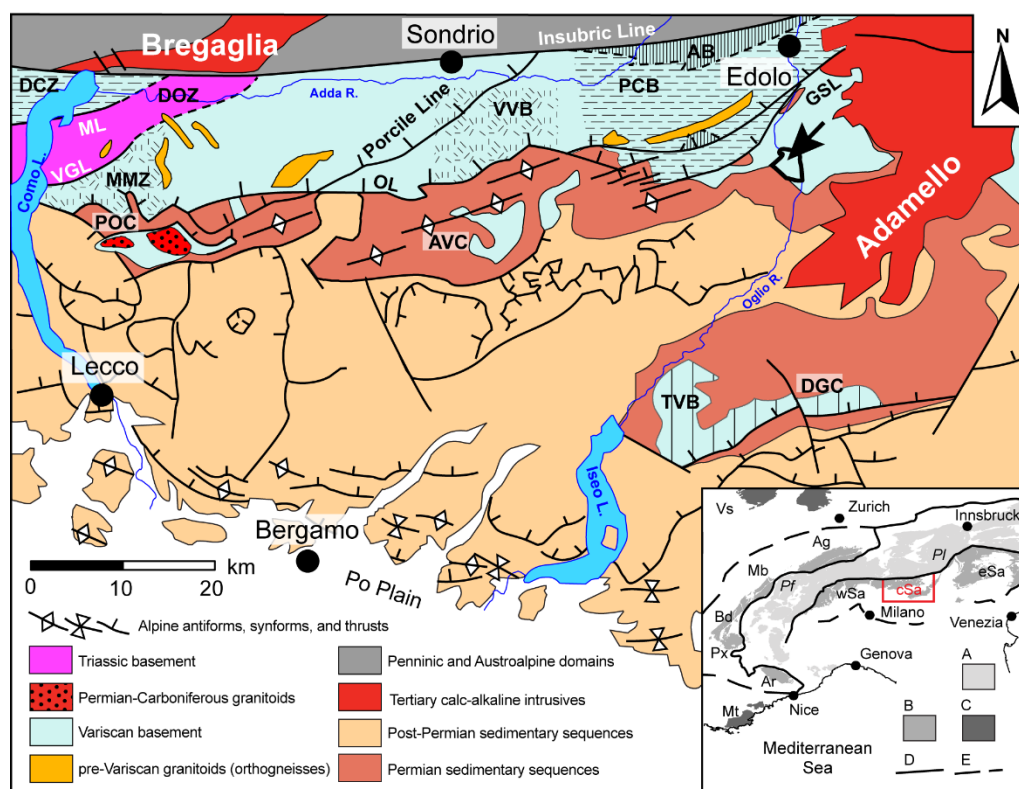 Bregaglia
Sondrio
Insubric Line
AB
N
DCZ
DOZ
Adda R.
PCB
Edolo
GSL
ML
VVB
Porcile Line
VGL
MMZ
OL
Como L.
POC
AVC
Adamello
Oglio R.
Lecco
TVB
DGC
Iseo L.
Bergamo
0 10 20 km
Po Plain
Alpine antiforms, synforms, and thrusts
Triassic basement
Permian-Carboniferous granitoids
Variscan basement
pre-Variscan granitoids (orthogneisses)
Penninic and Austroalpine domains
Tertiary calc-alkaline intrusives
Post-Permian sedimentary sequences
Permian sedimentary sequences
Vs
Zurich
Innsbruck
Ag
Pl
Mb
Pf
eSa
wSa
cSa
Bd
Milano
Venezia
Px
Genova
A
Ar
Nice
Mt
B
C
Mediterranean
Sea
D
E